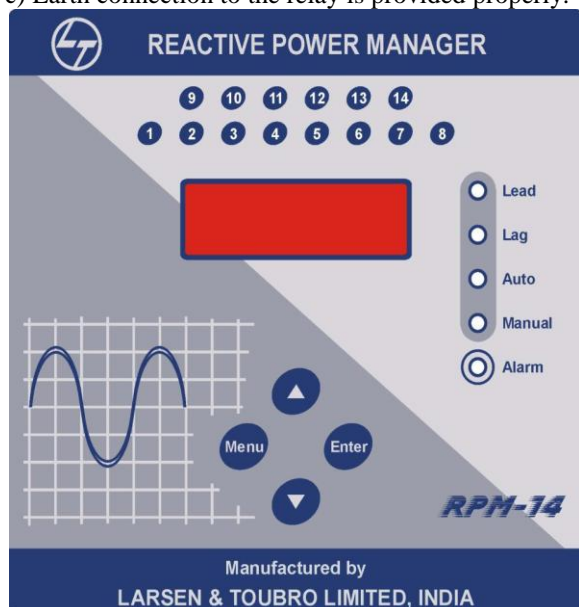 c) Earth connection to the relay is provided properly.
LT
REACTIVE POWER MANAGER
9 10 11 12 13 14
1 2 3 4 5 6 7 8
Lead
Lag
Auto
Manual
Alarm
Menu Enter
RPM-14
Manufactured by
LARSEN & TOUBRO LIMITED, INDIA